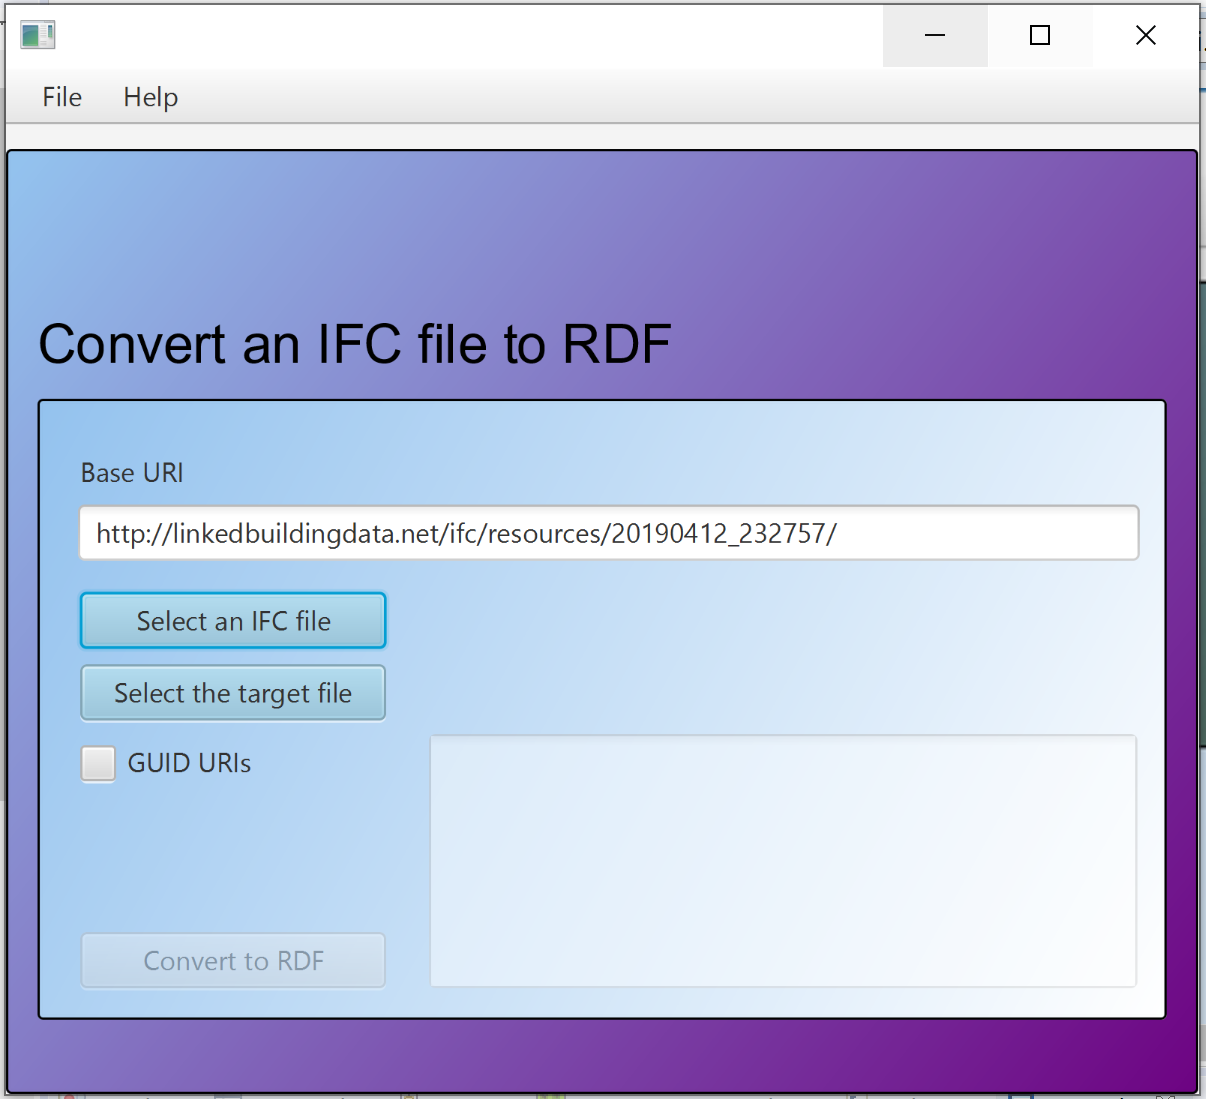 File Help
Convert an IFC file to RDF
Base URI
http://linkedbuildingdata.net/ifc/resources/20190412_232757/
Select an IFC file
Select the target file
GUID URIs
Convert to RDF